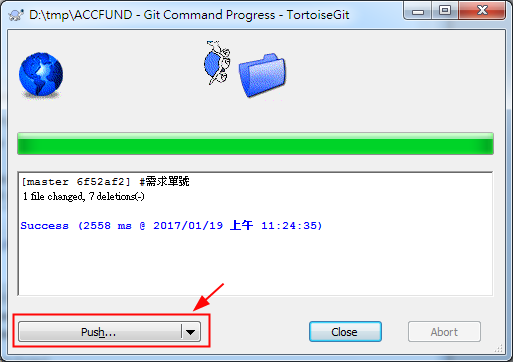 D:\tmp\ACCFUND - Git Command Progress - TortoiseGit
[master 6f52af2] #需求單號
1 file changed, 7 deletions(-)
Success (2558 ms @ 2017/01/19 上午 11:24:35)
Push...
Close
Abort